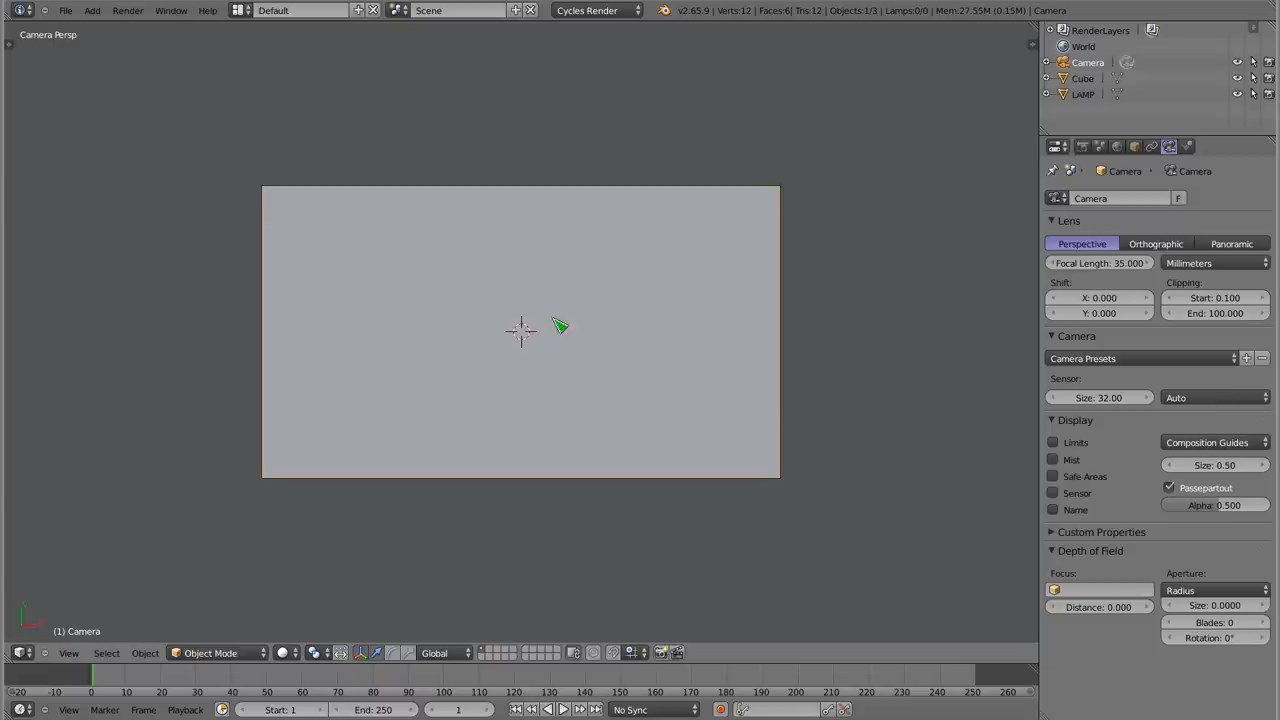 File Add Render Window Help Default Scene Cycles Render v2.65.9 | Verts:12 | Faces:6 | Tris:12 | Objects:1/3 | Lamps:0/0 | Mem:27.55M (0.15M) | Camera
Camera Persp
RenderLayers
World
Camera
Cube
LAMP
Camera Camera
Camera F
Lens
Perspective Orthographic Panoramic
Focal Length: 35.000 Millimeters
Shift: Clipping:
X: 0.000 Start: 0.100
Y: 0.000 End: 100.000
Camera
Camera Presets
Sensor:
Size: 32.00 Auto
Display
Limits Composition Guides
Mist Size: 0.50
Safe Areas
Sensor Passepartout
Name Alpha: 0.500
Custom Properties
Depth of Field
Focus: Aperture:
Radius
Distance: 0.000 Size: 0.0000
Blades: 0
Rotation: 0°
(1) Camera
View Select Object Object Mode Global
-20 -10 0 10 20 30 40 50 60 70 80 90 100 110 120 130 140 150 160 170 180 190 200 210 220 230 240 250 260
View Marker Frame Playback Start: 1 End: 250 1 No Sync